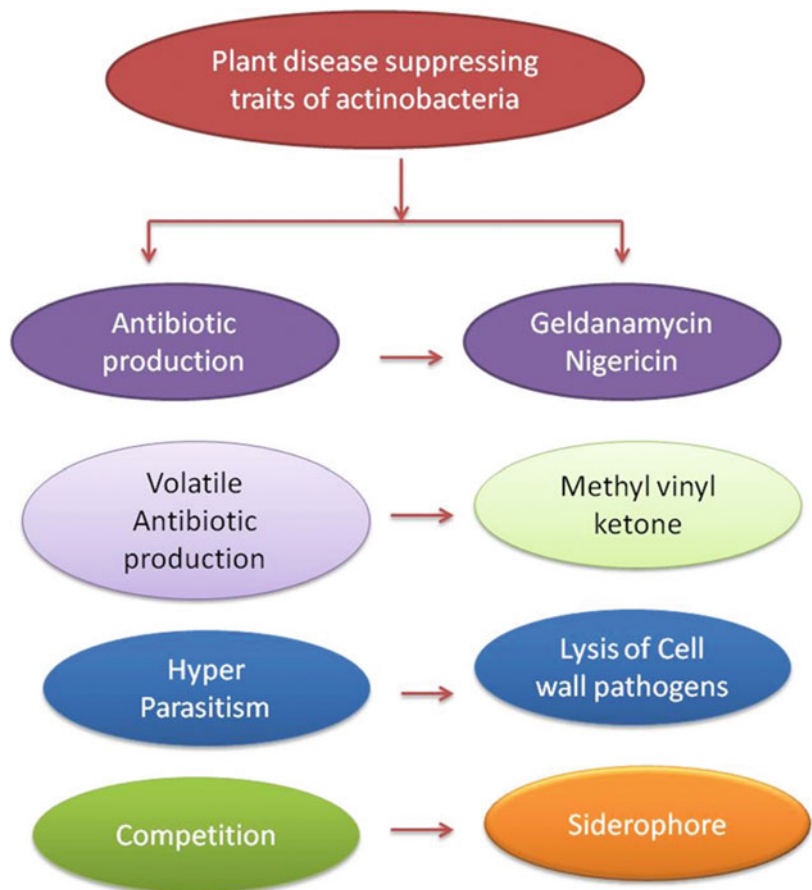 Plant disease suppressing
traits of actinobacteria
Antibiotic
production
Geldanamycin
Nigericin
Volatile
Antibiotic
production
Methyl vinyl
ketone
Hyper
Parasitism
Lysis of Cell
wall pathogens
Competition
Siderophore